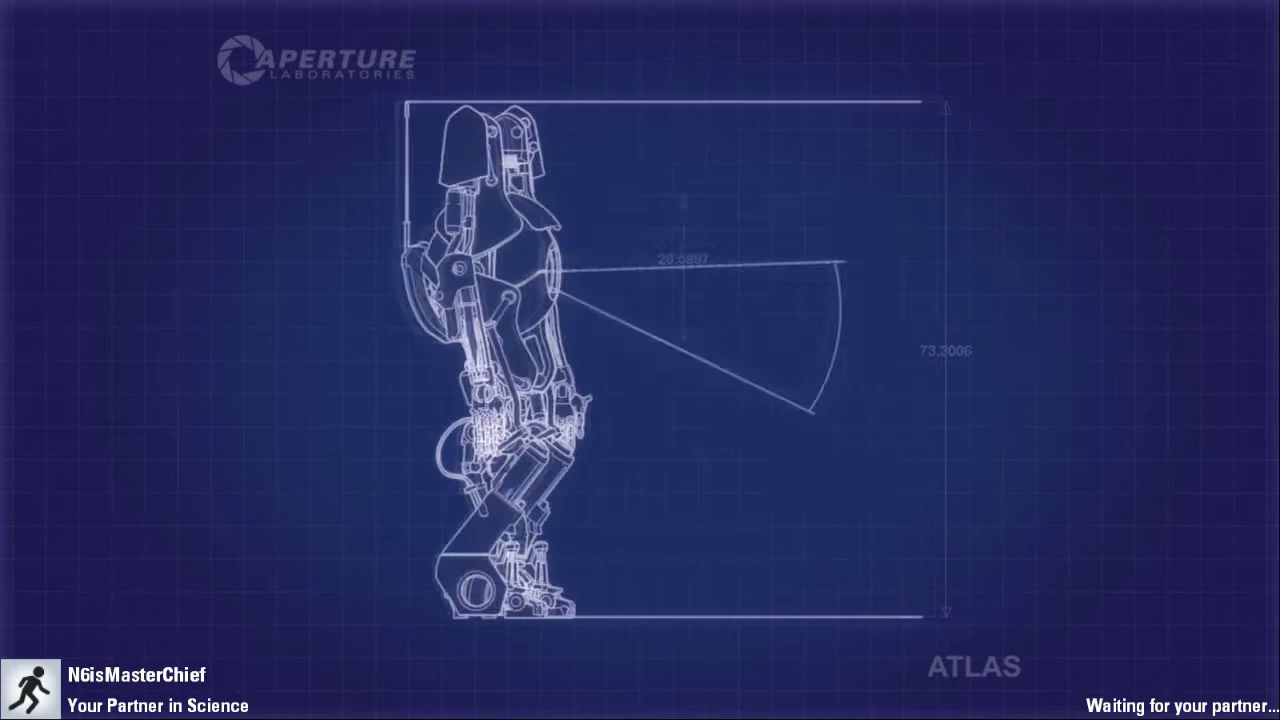 APERTURE
LABORATORIES
20.5997
73.3006
ATLAS
N6isMasterChief
Your Partner in Science
Waiting for your partner...